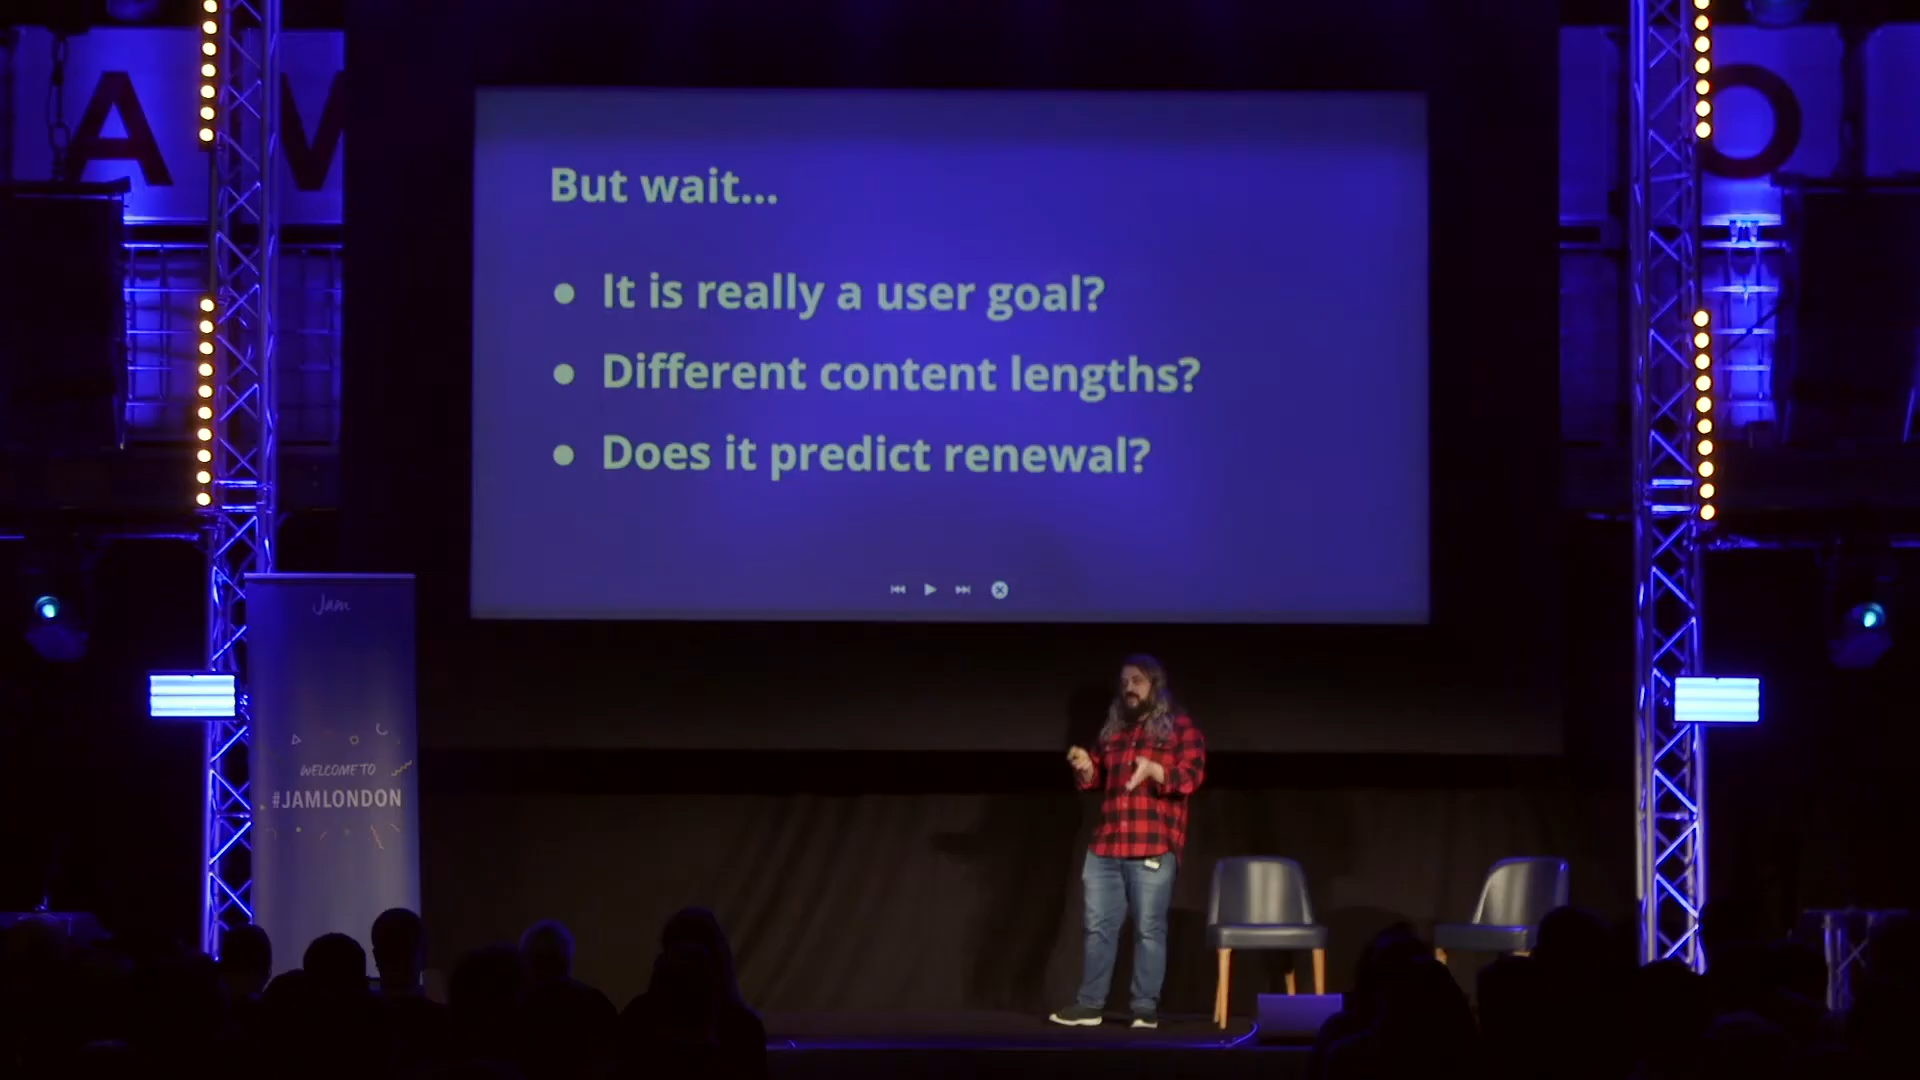 A
O
But wait...
• It is really a user goal?
• Different content lengths?
• Does it predict renewal?
Jam
WELCOME TO
#JAMLONDON